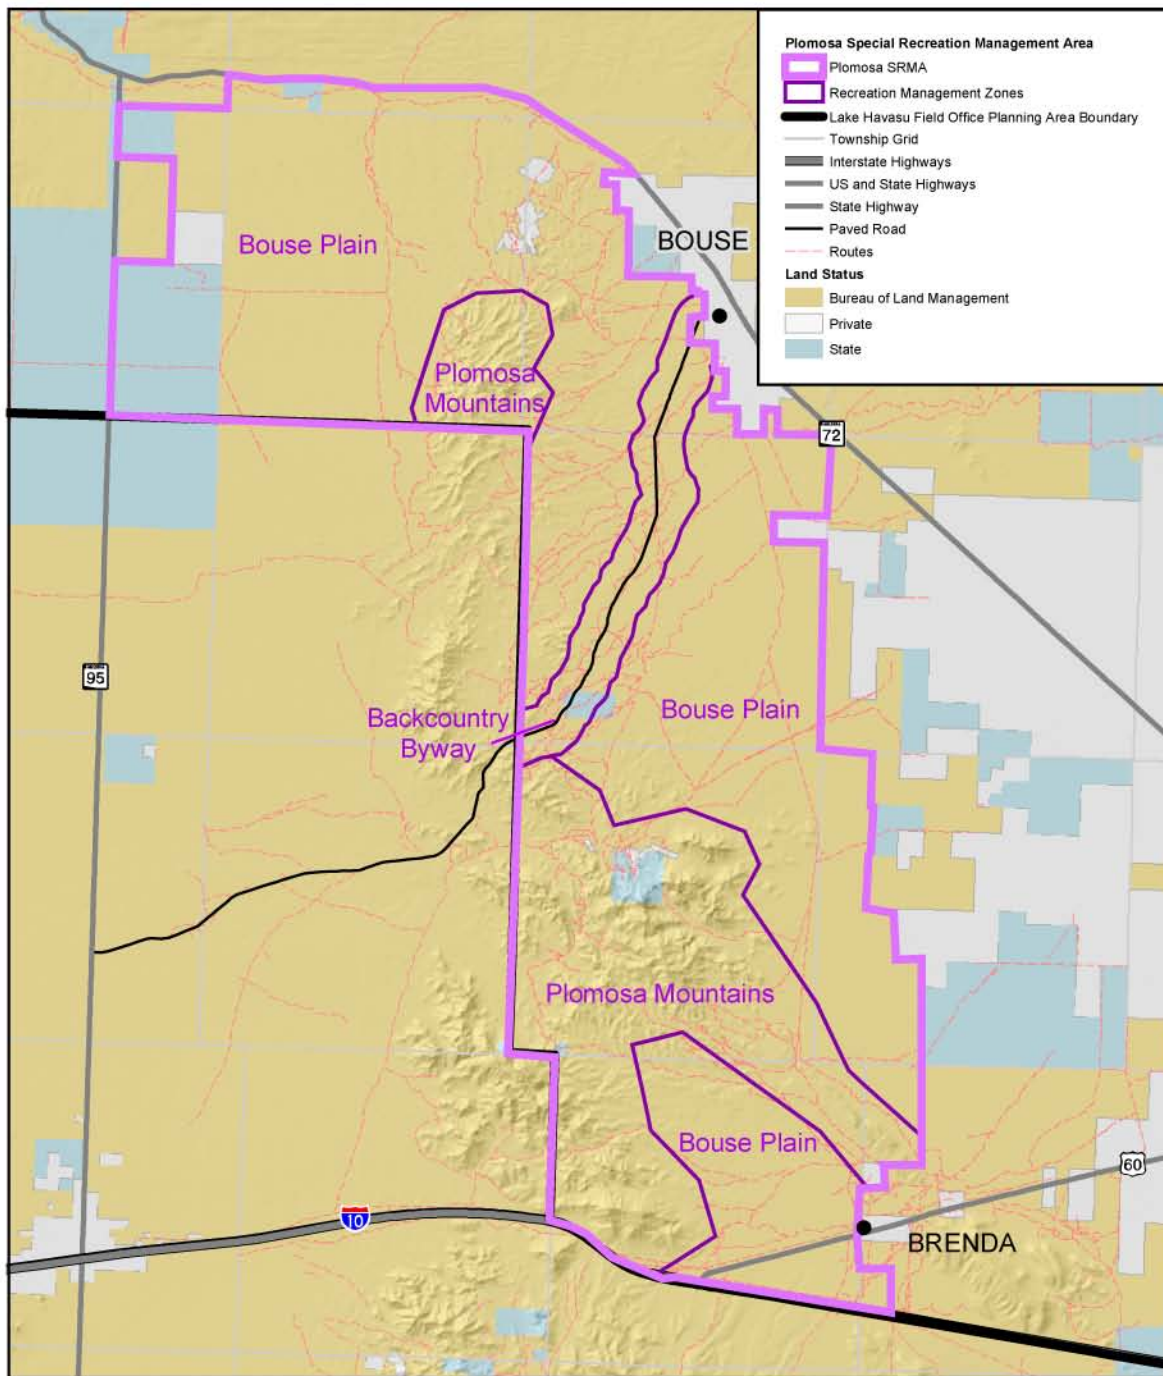 Plomosa Special Recreation Management Area
Plomosa SRMA
Recreation Management Zones
Lake Havasu Field Office Planning Area Boundary
Township Grid
Interstate Highways
US and State Highways
State Highway
Paved Road
Routes
Land Status
Bureau of Land Management
Private
State
Bouse Plain
BOUSE
Plomosa
Mountains
72
95
Backcountry
Byway
Bouse Plain
Plomosa Mountains
Bouse Plain
60
10
BRENDA